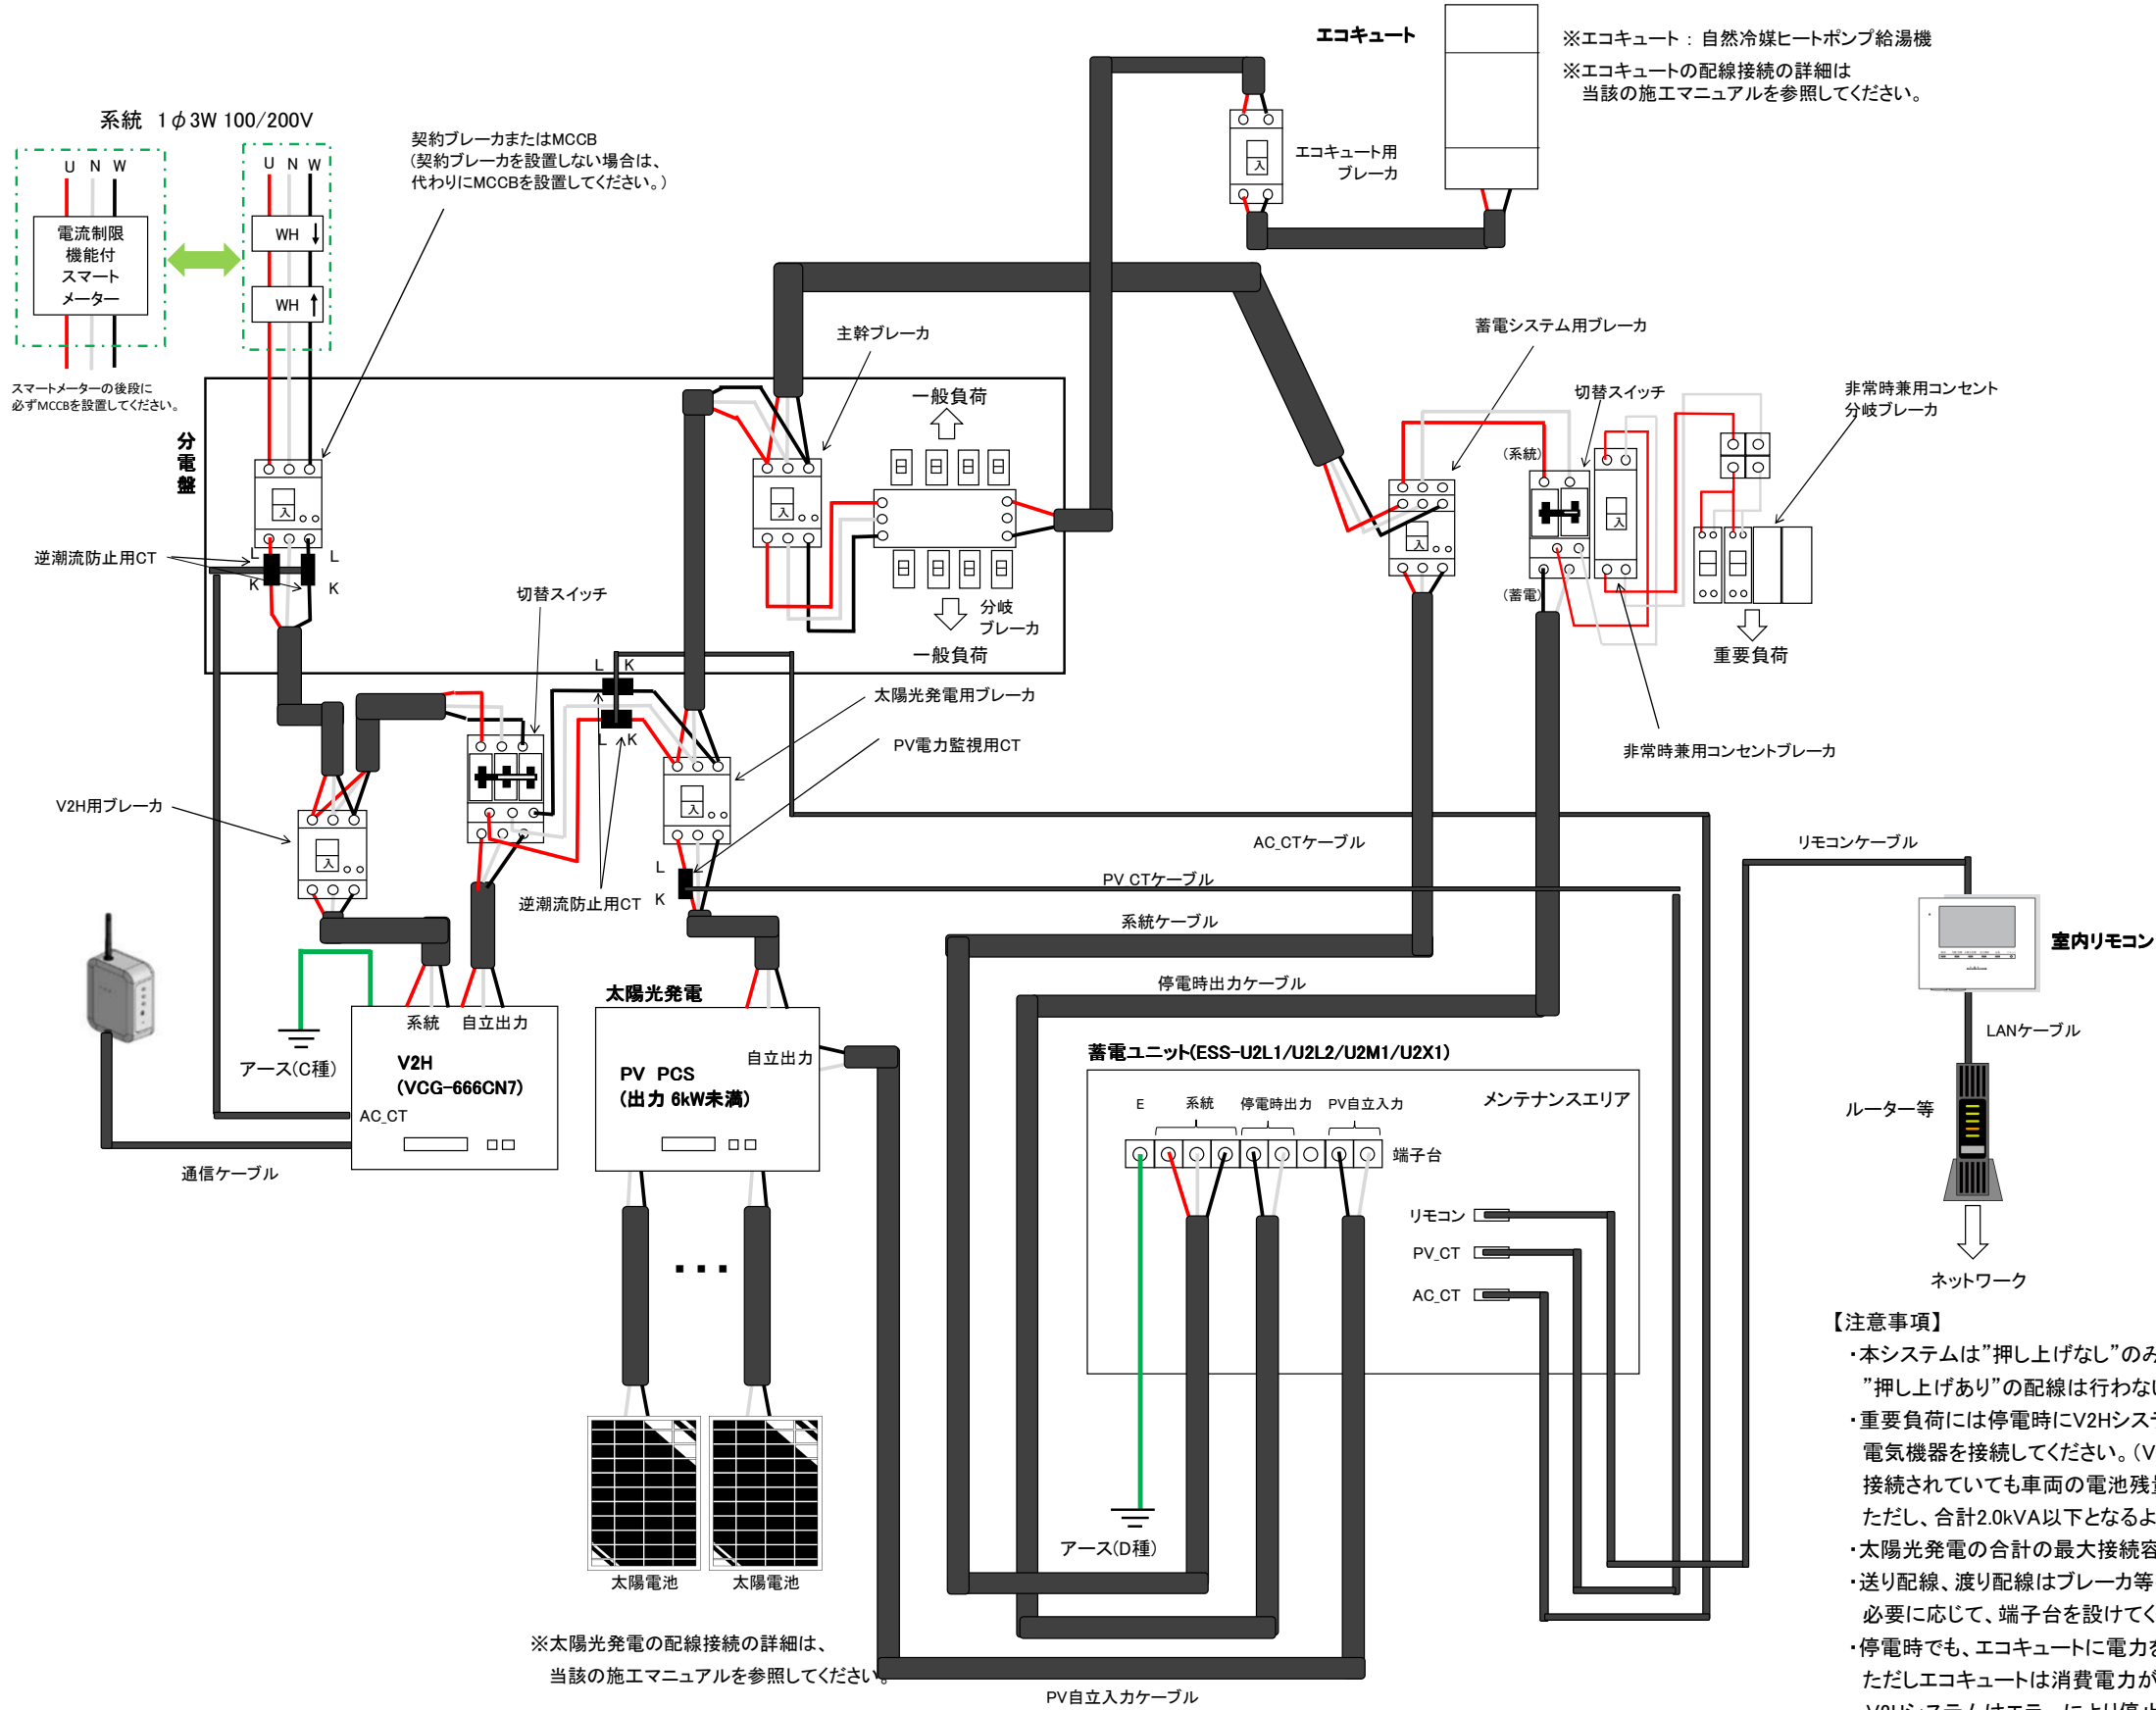 エコキュート
※エコキュート : 自然冷媒ヒートポンプ給湯機
※エコキュートの配線接続の詳細は
当該の施工マニュアルを参照してください。
系統 1φ3W 100/200V
契約ブレーカまたはMCCB
(契約ブレーカを設置しない場合は、
代わりにMCCBを設置してください。)
U N W
U N W
電流制限
機能付
スマート
メーター
WH
WH
スマートメーターの後段に
必ずMCCBを設置してください。
エコキュート用
ブレーカ
入
主幹ブレーカ
蓄電システム用ブレーカ
切替スイッチ
非常時兼用コンセント
分岐ブレーカ
分電盤
一般負荷
(系統)
入
入
入
入
逆潮流防止用CT
L
L
K
K
(蓄電)
分岐
ブレーカ
一般負荷
重要負荷
切替スイッチ
L K
太陽光発電用ブレーカ
L K
PV電力監視用CT
非常時兼用コンセントブレーカ
V2H用ブレーカ
入
入
AC_CTケーブル
リモコンケーブル
L
K
逆潮流防止用CT
PV CTケーブル
系統ケーブル
室内リモコン
停電時出力ケーブル
太陽光発電
系統 自立出力
LANケーブル
アース(C種)
V2H
(VCG-666CN7)
AC_CT
自立出力
PV PCS
(出力 6kW未満)
蓄電ユニット(ESS-U2L1/U2L2/U2M1/U2X1)
E 系統 停電時出力 PV自立入力
メンテナンスエリア
ルーター等
端子台
通信ケーブル
リモコン
PV_CT
AC_CT
ネットワーク
【注意事項】
・本システムは”押し上げなし”のみ
”押し上げあり”の配線は行わない
・重要負荷には停電時にV2Hシステ
電気機器を接続してください。(V
接続されていても車両の電池残量
ただし、合計2.0kVA以下となるよ
・太陽光発電の合計の最大接続容
・送り配線、渡り配線はブレーカ等
必要に応じて、端子台を設けてく
・停電時でも、エコキュートに電力を
ただしエコキュートは消費電力が
アース(D種)
太陽電池 太陽電池
※太陽光発電の配線接続の詳細は、
当該の施工マニュアルを参照してください。
PV自立入力ケーブル